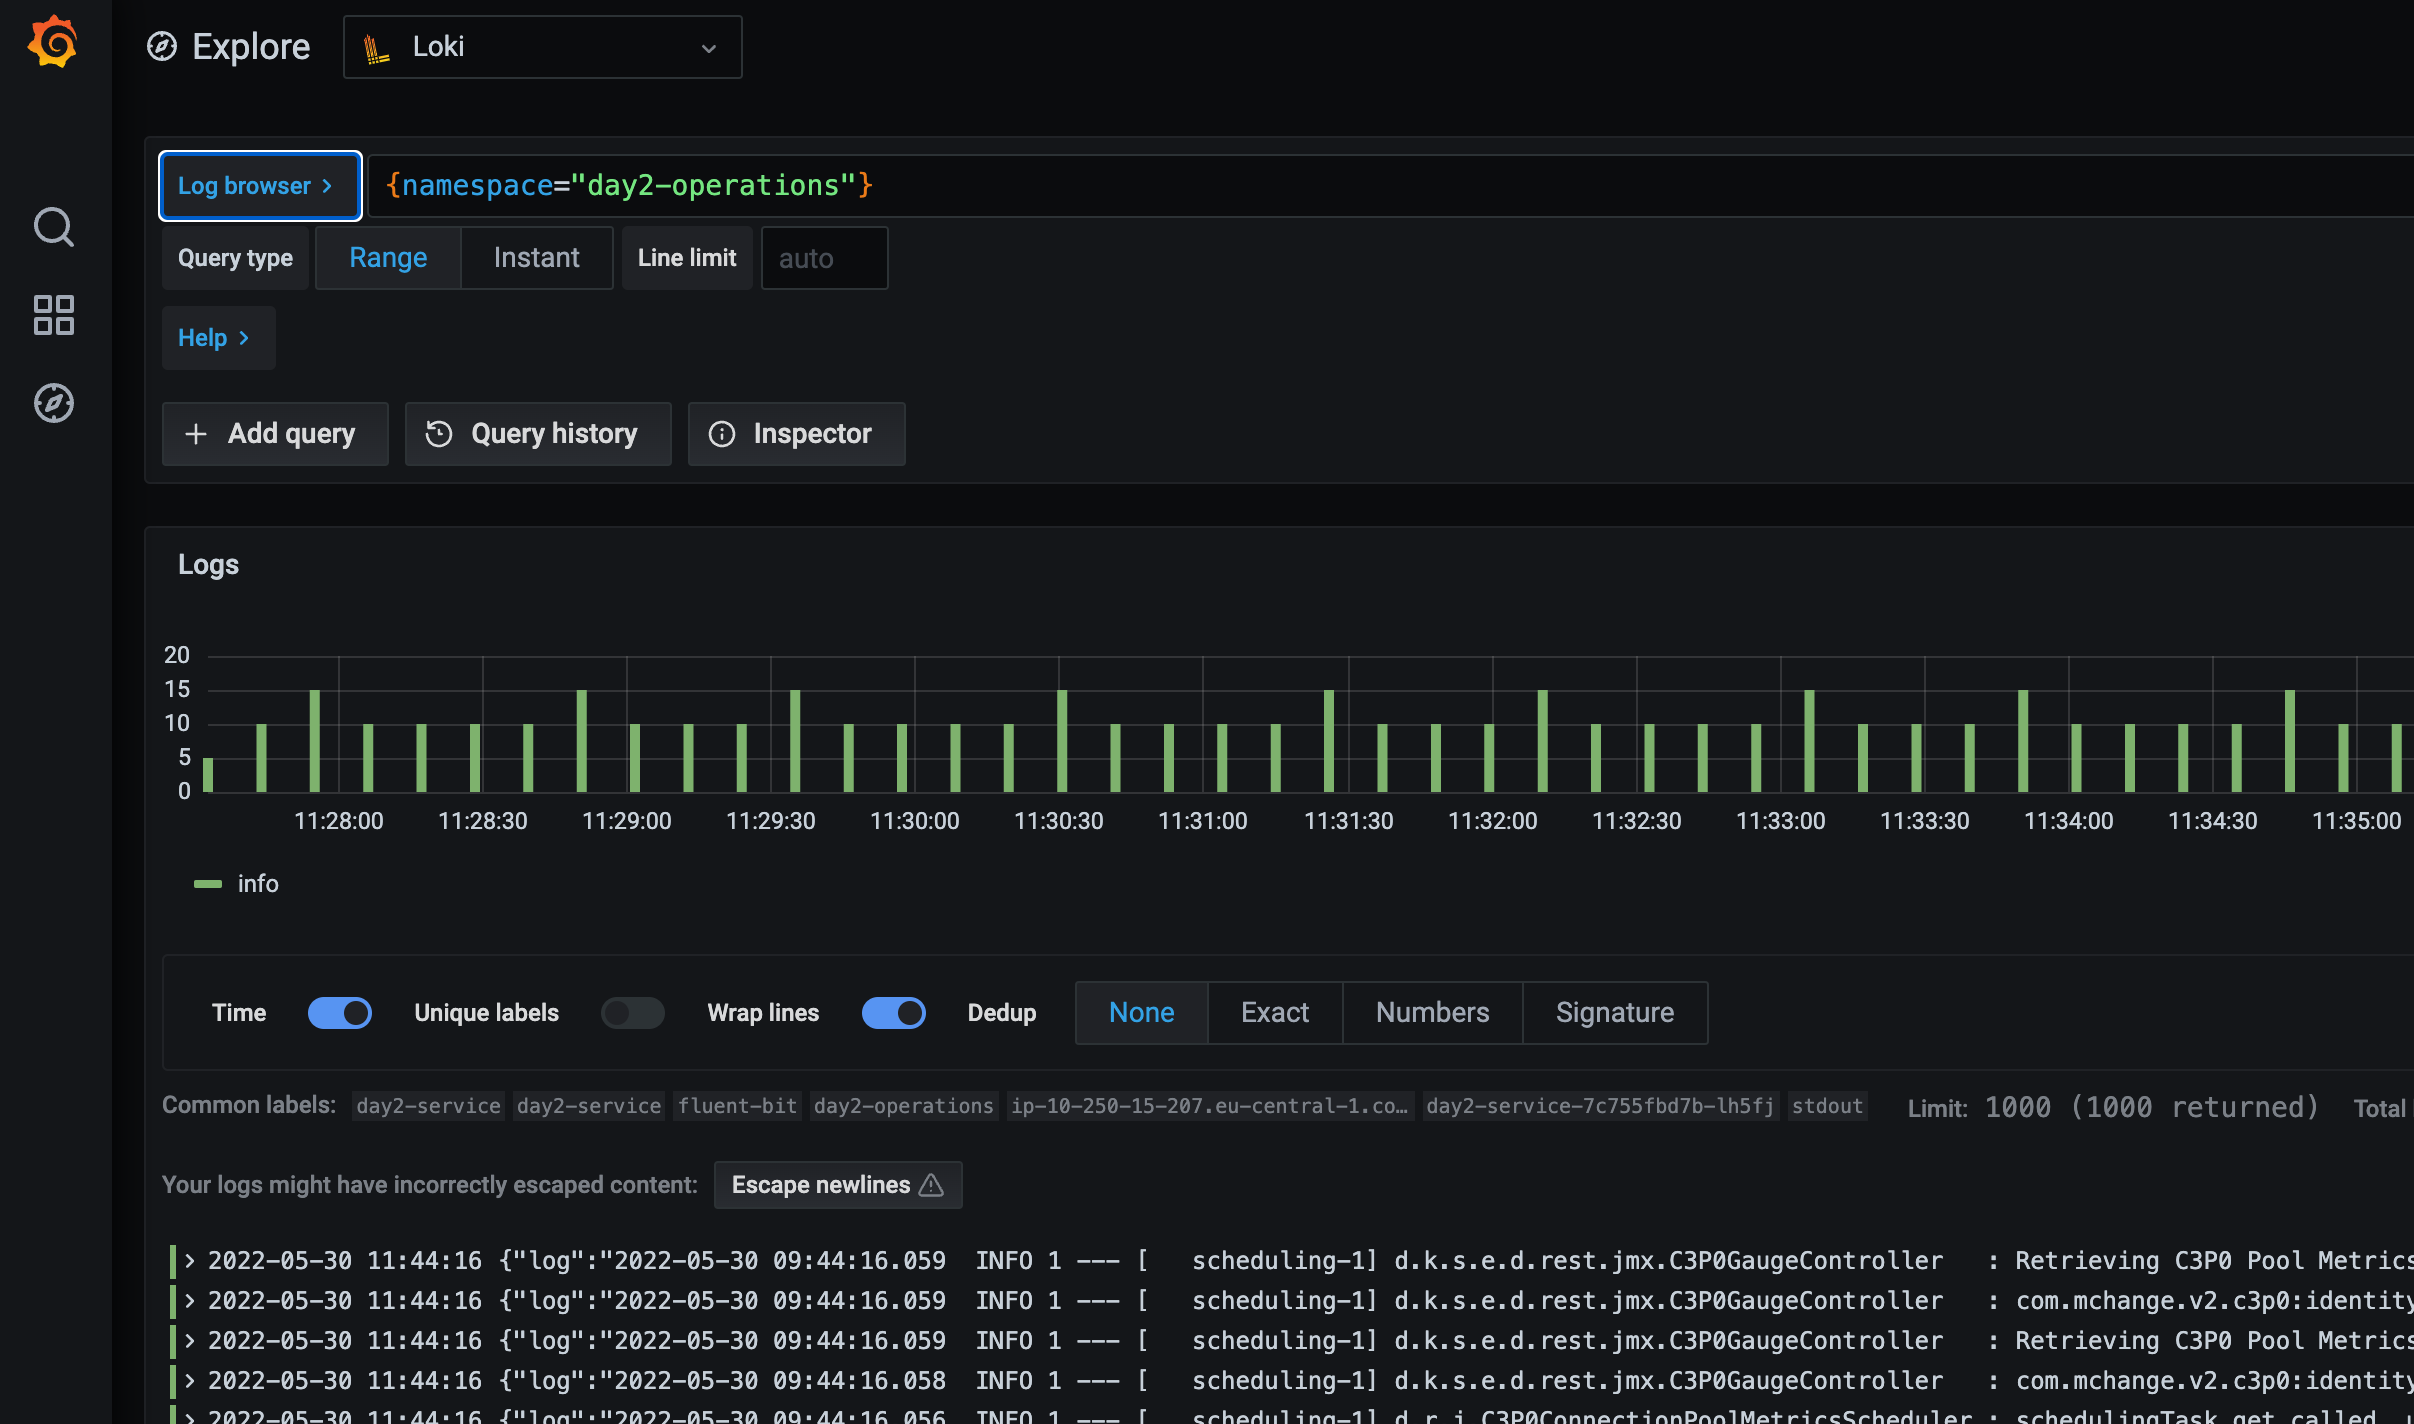 Explore Loki
Log browser > {namespace="day2-operations"}
Query type Range Instant Line limit auto
Help >
+ Add query Query history Inspector
Logs
20
15
10
5
0
11:28:00 11:28:30 11:29:00 11:29:30 11:30:00 11:30:30 11:31:00 11:31:30 11:32:00 11:32:30 11:33:00 11:33:30 11:34:00 11:34:30 11:35:00
info
Time Unique labels Wrap lines Dedup None Exact Numbers Signature
Common labels: day2-service day2-service fluent-bit day2-operations ip-10-250-15-207.eu-central-1.co… day2-service-7c755fbd7b-lh5fj stdout Limit: 1000 (1000 returned) Total
Your logs might have incorrectly escaped content: Escape newlines
> 2022-05-30 11:44:16 {"log":"2022-05-30 09:44:16.059 INFO 1 --- [ scheduling-1] d.k.s.e.d.rest.jmx.C3P0GaugeController : Retrieving C3P0 Pool Metrics
> 2022-05-30 11:44:16 {"log":"2022-05-30 09:44:16.059 INFO 1 --- [ scheduling-1] d.k.s.e.d.rest.jmx.C3P0GaugeController : com.mchange.v2.c3p0:identity
> 2022-05-30 11:44:16 {"log":"2022-05-30 09:44:16.059 INFO 1 --- [ scheduling-1] d.k.s.e.d.rest.jmx.C3P0GaugeController : Retrieving C3P0 Pool Metrics
> 2022-05-30 11:44:16 {"log":"2022-05-30 09:44:16.058 INFO 1 --- [ scheduling-1] d.k.s.e.d.rest.jmx.C3P0GaugeController : com.mchange.v2.c3p0:identity
> 2022-05-30 11:44:16 {"log":"2022-05-30 09:44:16.056 INFO 1 --- [ scheduling-1] d.r.j.C3P0ConnectionPoolMetricsScheduler : schedulingTask get called,